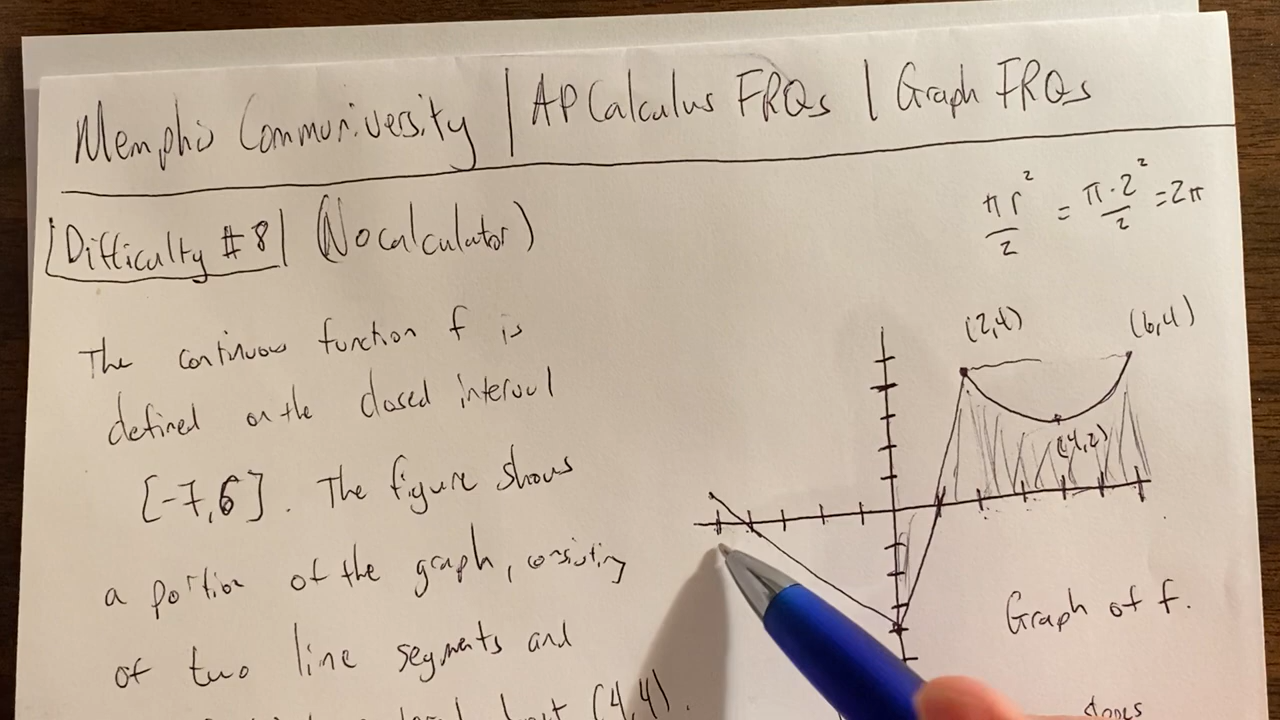 Memphis Communiversity | AP Calculus FRQs | Graph FRQs
Difficulty #8 (No calculator)
πr²/2 = π·2²/2 = 2π
The continuous function f is
defined on the closed interval
[-7,6]. The figure shows
a portion of the graph, consisting
of two line segments and
(4,4).
(2,4)
(6,4)
(4,2)
Graph of f.